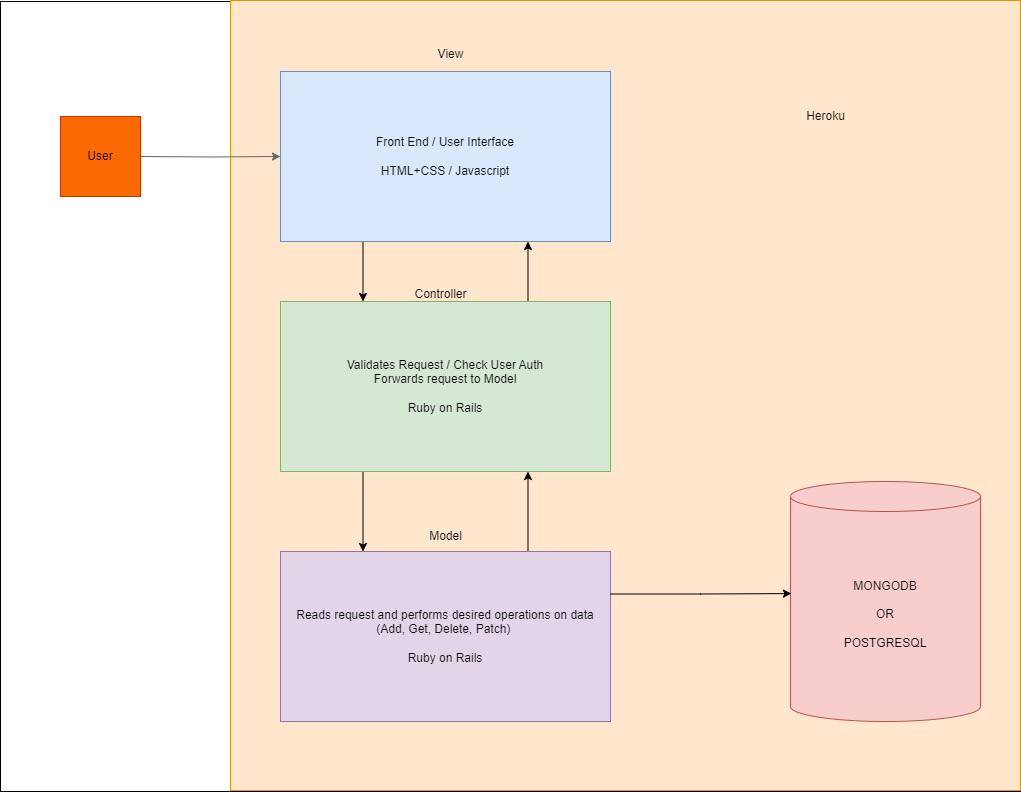 View
Heroku
Front End / User Interface
HTML+CSS / Javascript
User
Controller
Validates Request / Check User Auth
Forwards request to Model
Ruby on Rails
Model
Reads request and performs desired operations on data
(Add, Get, Delete, Patch)
Ruby on Rails
MONGODB
OR
POSTGRESQL